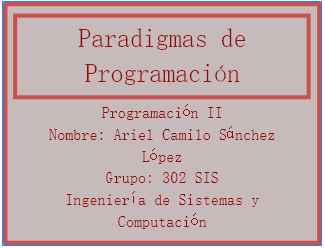 Paradigmas de
Programación
Programación II
Nombre: Ariel Camilo Sánchez
López
Grupo: 302 SIS
Ingeniería de Sistemas y
Computación